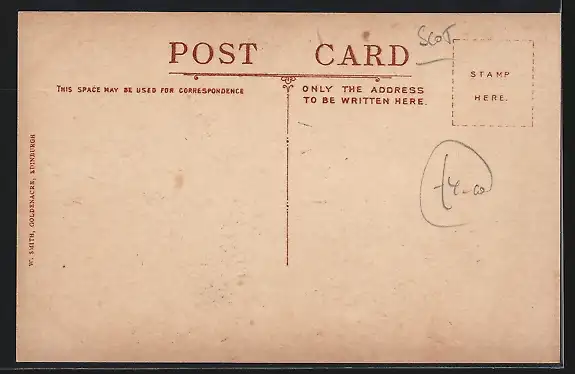 POST CARD
SCOT
THIS SPACE MAY BE USED FOR CORRESPONDENCE
ONLY THE ADDRESS
TO BE WRITTEN HERE.
STAMP
HERE.
£4-00
W. SMITH, GOLDENACRE, EDINBURGH